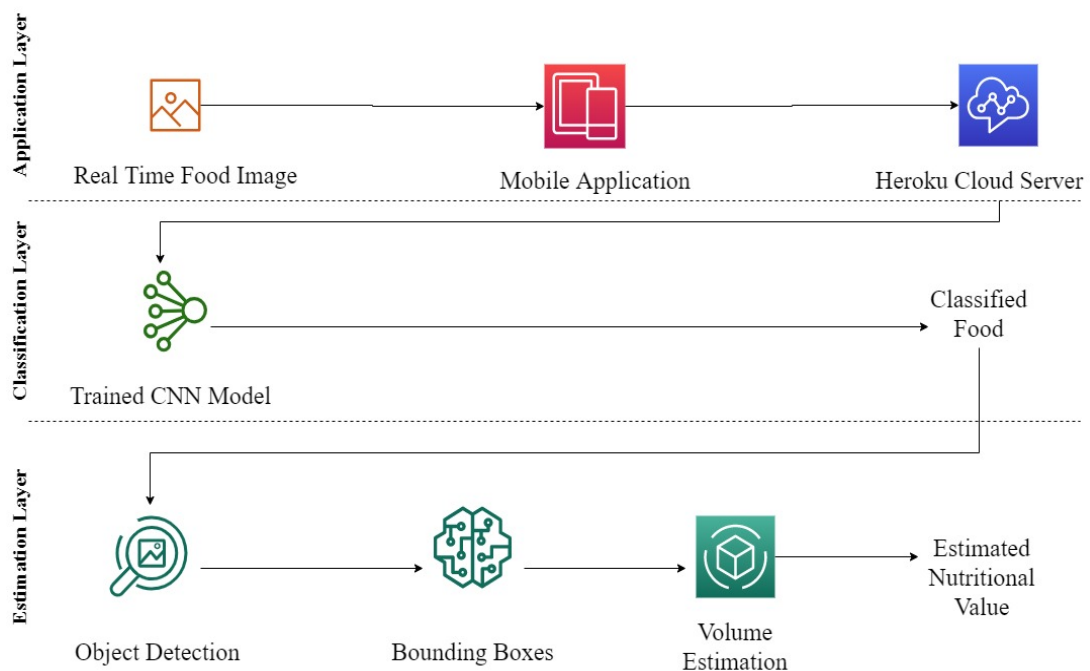 Application Layer
Real Time Food Image
Mobile Application
Heroku Cloud Server
Classification Layer
Trained CNN Model
Classified
Food
Estimation Layer
Object Detection
Bounding Boxes
Volume
Estimation
Estimated
Nutritional
Value